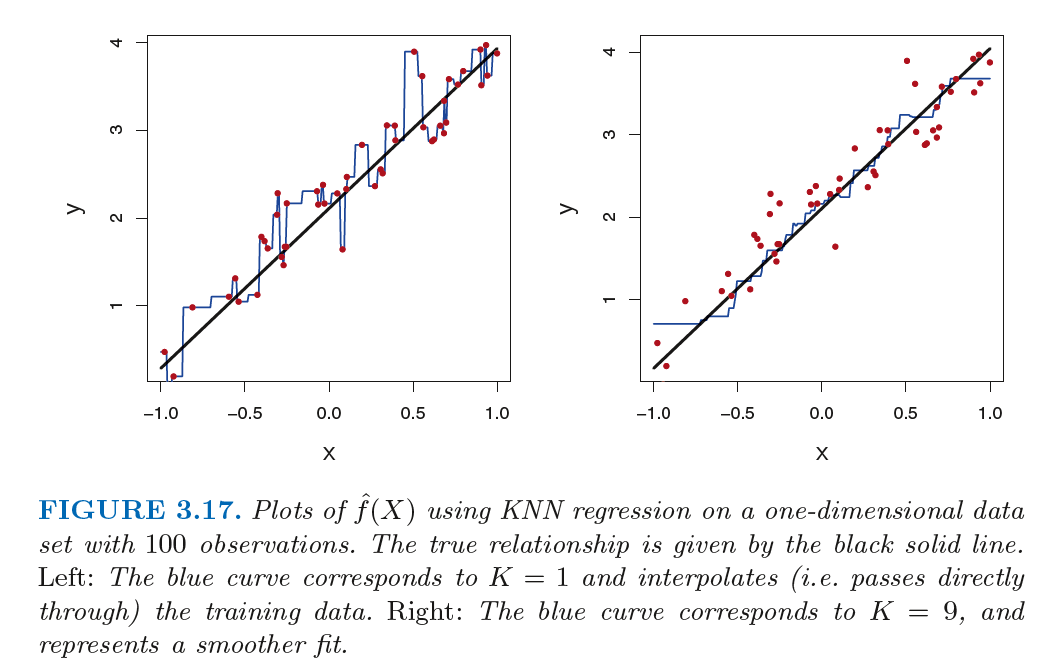 4
3
2
1
y
−1.0 −0.5 0.0 0.5 1.0
x
4
3
2
1
y
−1.0 −0.5 0.0 0.5 1.0
x
FIGURE 3.17. Plots of f̂(X) using KNN regression on a one-dimensional data
set with 100 observations. The true relationship is given by the black solid line.
Left: The blue curve corresponds to K = 1 and interpolates (i.e. passes directly
through) the training data. Right: The blue curve corresponds to K = 9, and
represents a smoother fit.